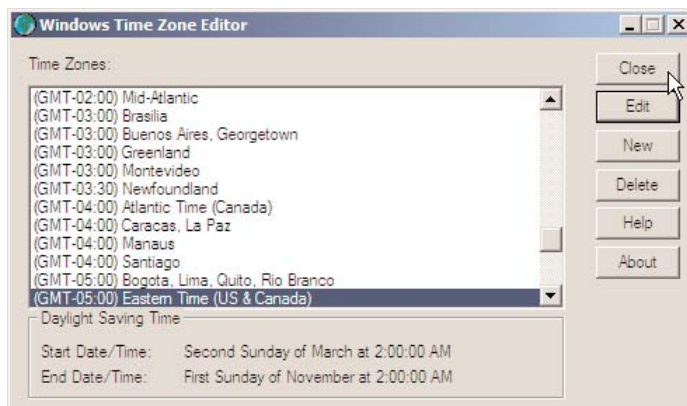 Windows Time Zone Editor
Time Zones:
(GMT-02:00) Mid-Atlantic
(GMT-03:00) Brasilia
(GMT-03:00) Buenos Aires, Georgetown
(GMT-03:00) Greenland
(GMT-03:00) Montevideo
(GMT-03:30) Newfoundland
(GMT-04:00) Atlantic Time (Canada)
(GMT-04:00) Caracas, La Paz
(GMT-04:00) Manaus
(GMT-04:00) Santiago
(GMT-05:00) Bogota, Lima, Quito, Rio Branco
(GMT-05:00) Eastern Time (US & Canada)
Close
Edit
New
Delete
Help
About
Daylight Saving Time
Start Date/Time: Second Sunday of March at 2:00:00 AM
End Date/Time: First Sunday of November at 2:00:00 AM